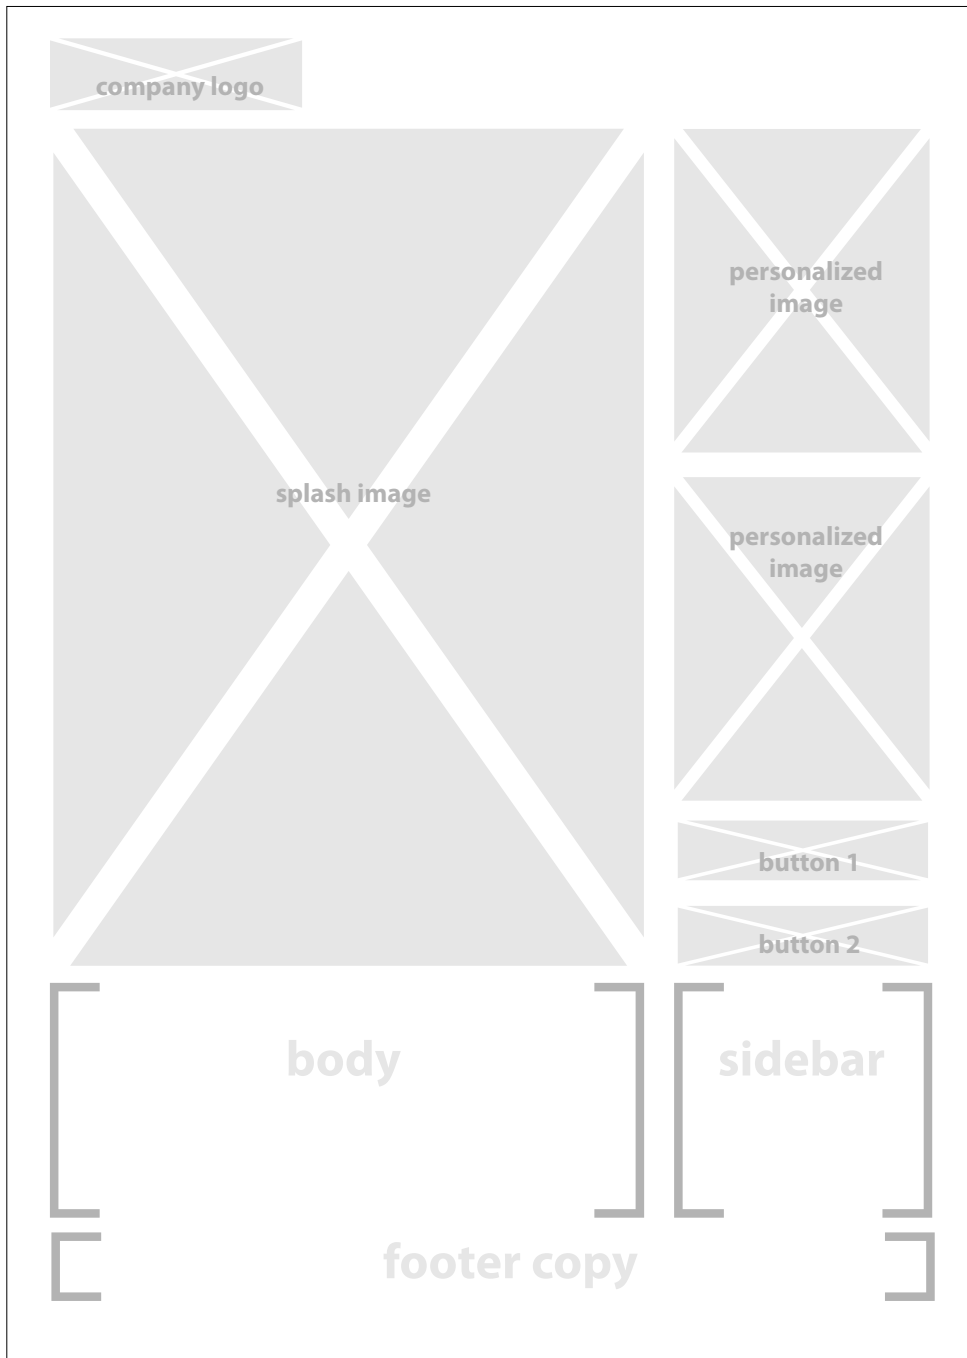 company logo
splash image
personalized
image
personalized
image
button 1
button 2
body
sidebar
footer copy